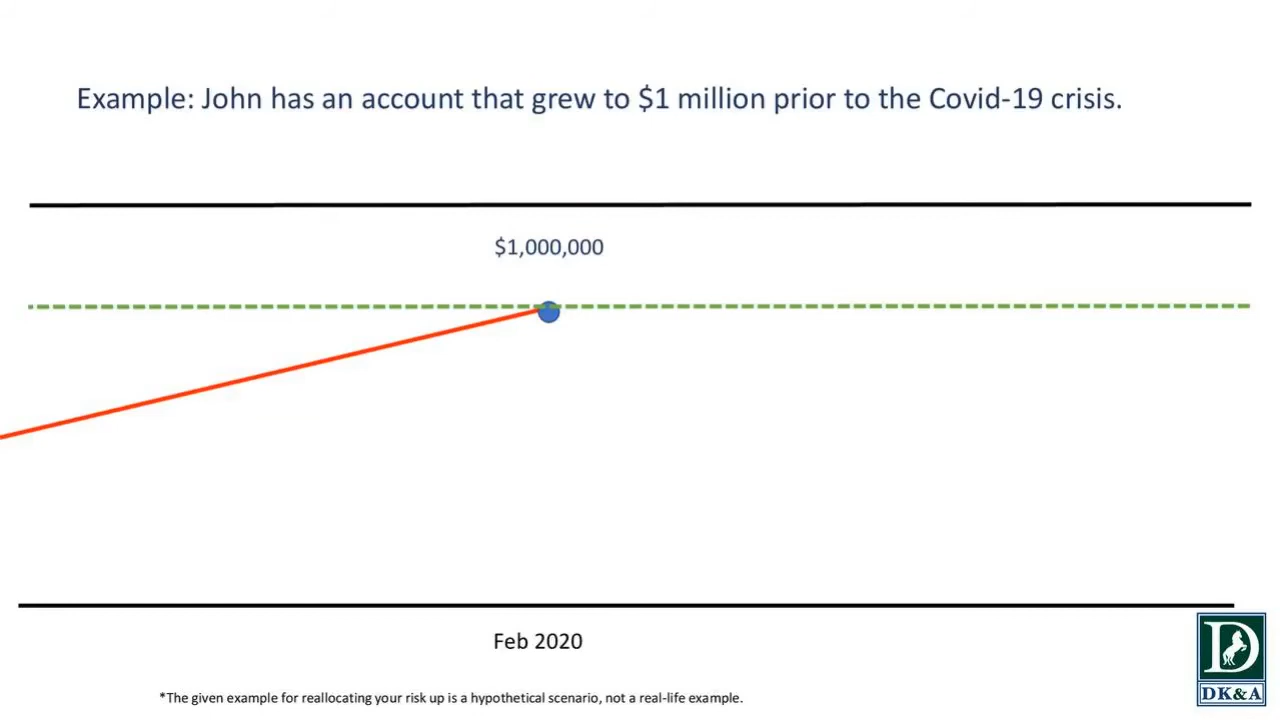 Example: John has an account that grew to $1 million prior to the Covid-19 crisis.
$1,000,000
Feb 2020
D
DK&A
*The given example for reallocating your risk up is a hypothetical scenario, not a real-life example.